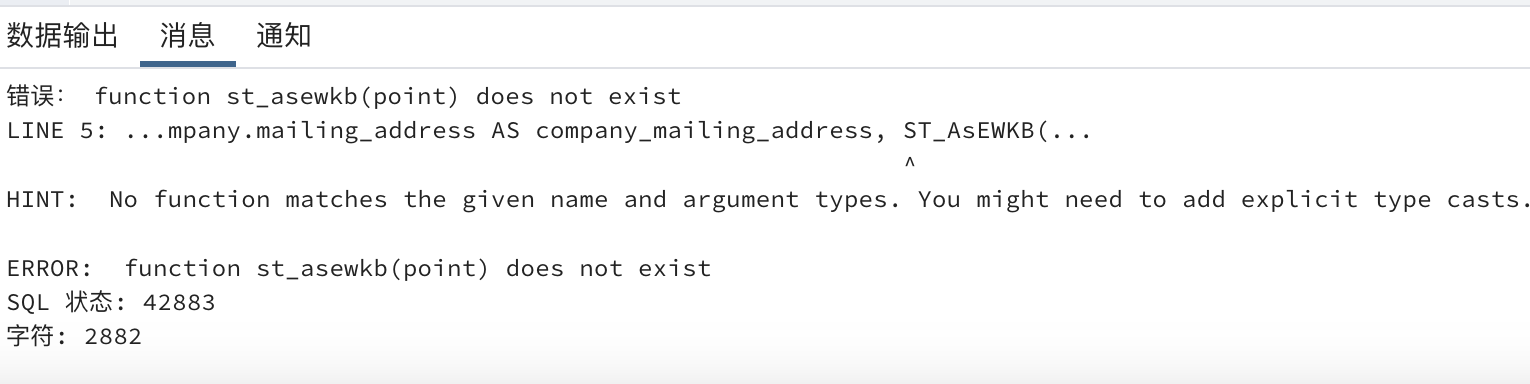 数据输出 消息 通知
错误: function st_asewkb(point) does not exist
LINE 5: ...mpany.mailing_address AS company_mailing_address, ST_AsEWKB(...
^
HINT: No function matches the given name and argument types. You might need to add explicit type casts.
ERROR: function st_asewkb(point) does not exist
SQL 状态: 42883
字符: 2882